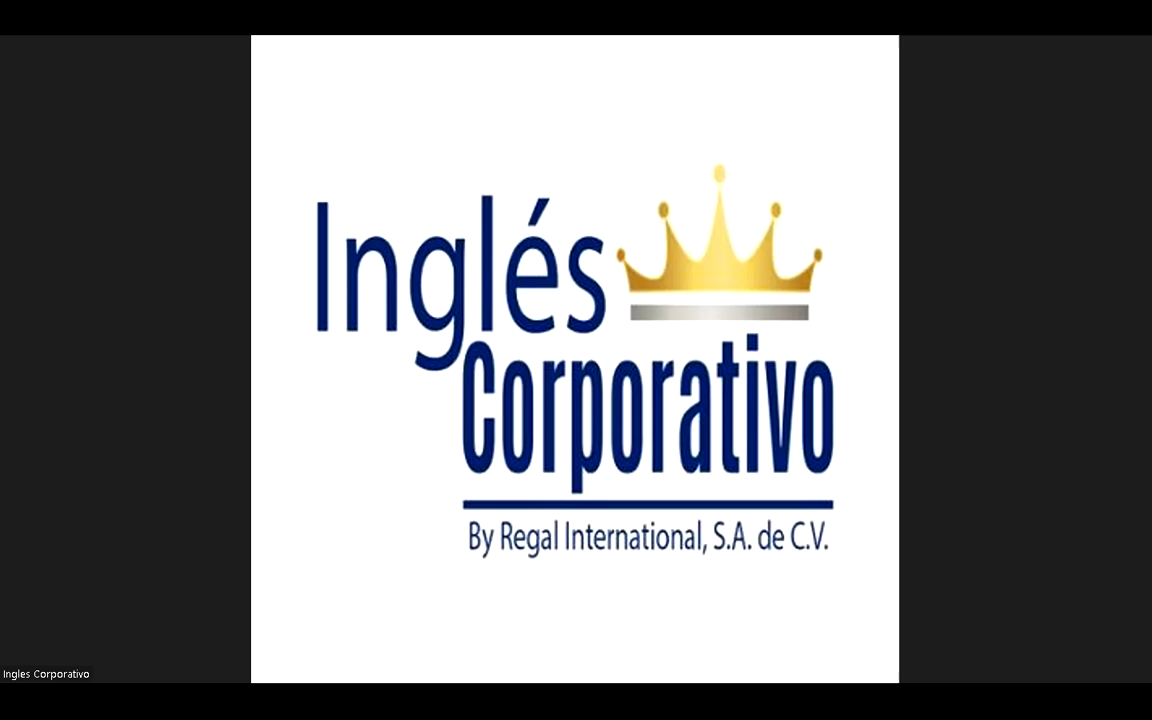 Inglés
Corporativo
By Regal International, S.A. de C.V.
Ingles Corporativo